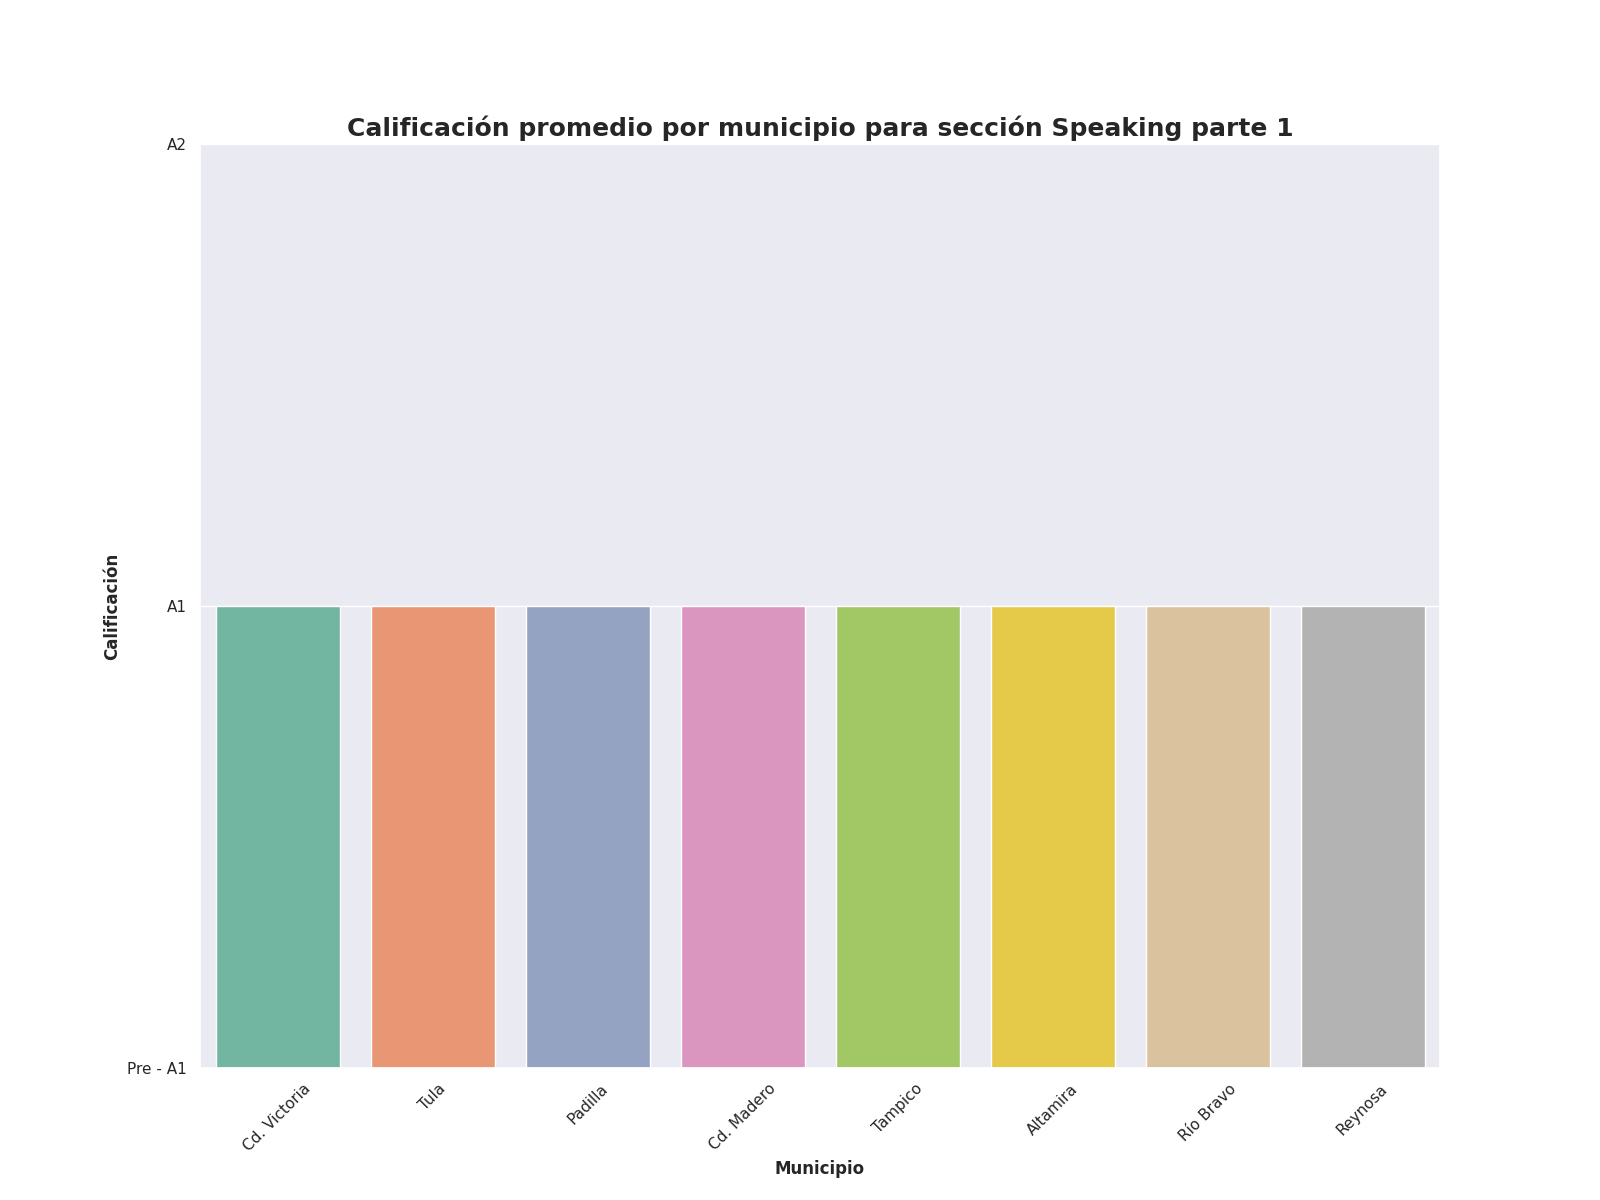 Calificación promedio por municipio para sección Speaking parte 1
A2
A1
Pre - A1
Calificación
Cd. Victoria
Tula
Padilla
Cd. Madero
Tampico
Altamira
Río Bravo
Reynosa
Municipio